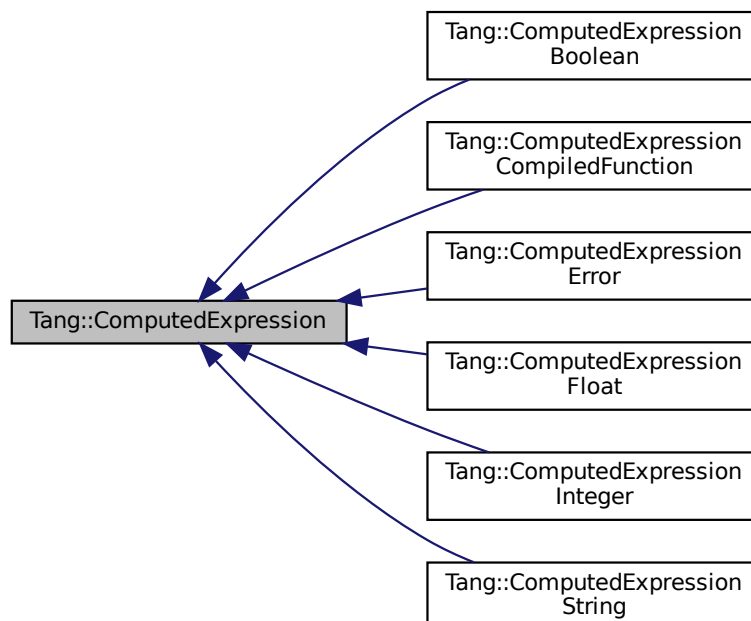 Tang::ComputedExpression
Boolean
Tang::ComputedExpression
CompiledFunction
Tang::ComputedExpression
Error
Tang::ComputedExpression
Tang::ComputedExpression
Float
Tang::ComputedExpression
Integer
Tang::ComputedExpression
String